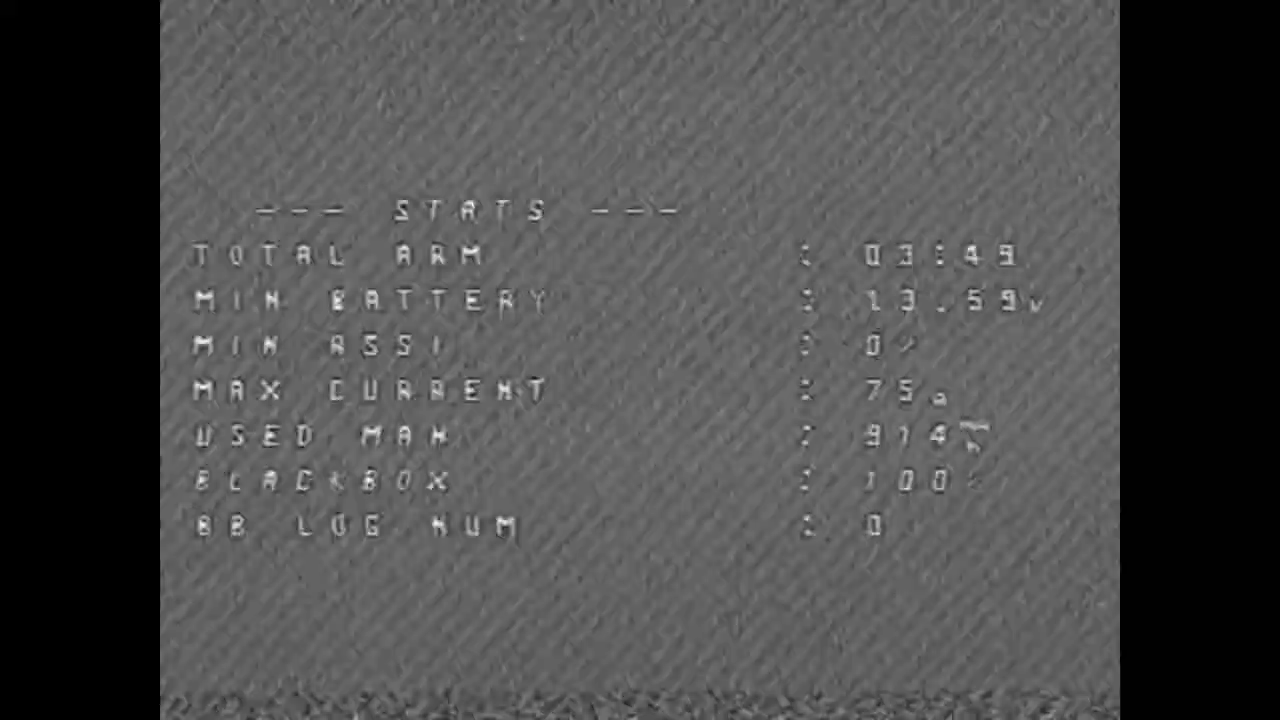 --- STATS ---
TOTAL ARM : 03:49
MIN BATTERY : 13.59V
MIN RSSI : 0%
MAX CURRENT : 75A
USED MAH : 914mAh
BLACKBOX : 100%
BB LOG NUM : 0